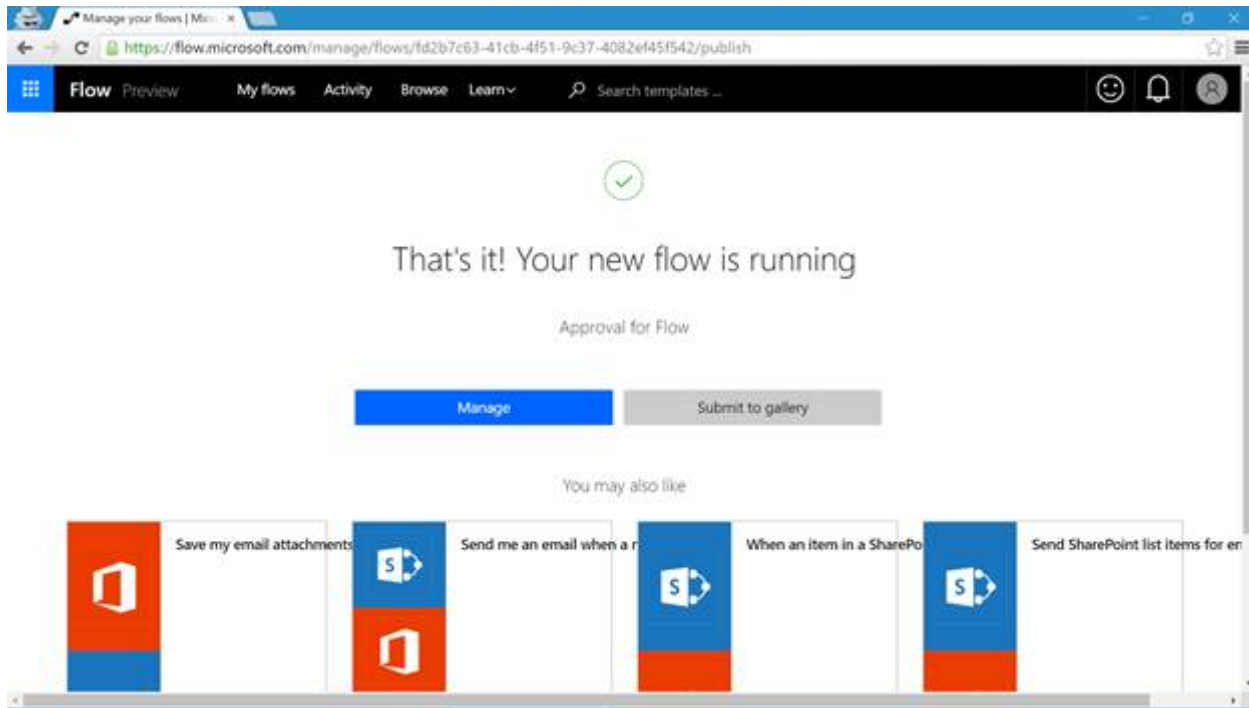 Manage your flows | Micr
https://flow.microsoft.com/manage/flows/fd2b7c63-41cb-4f51-9c37-4082ef45f542/publish
Flow Preview My flows Activity Browse Learn Search templates ...
That's it! Your new flow is running
Approval for Flow
Manage Submit to gallery
You may also like
Save my email attachments Send me an email when a r When an item in a SharePo Send SharePoint list items for em